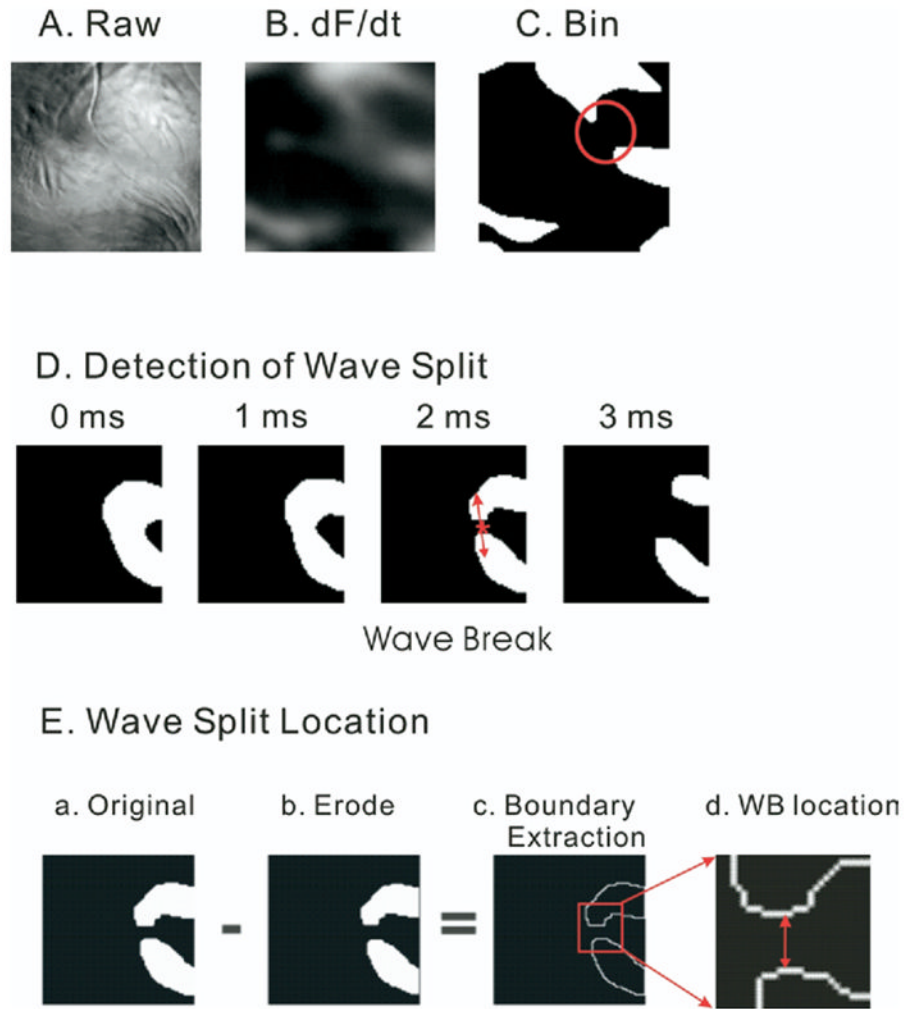 A. Raw
B. dF/dt
C. Bin
D. Detection of Wave Split
0 ms
1 ms
2 ms
3 ms
Wave Break
E. Wave Split Location
a. Original
b. Erode
c. Boundary
Extraction
d. WB location